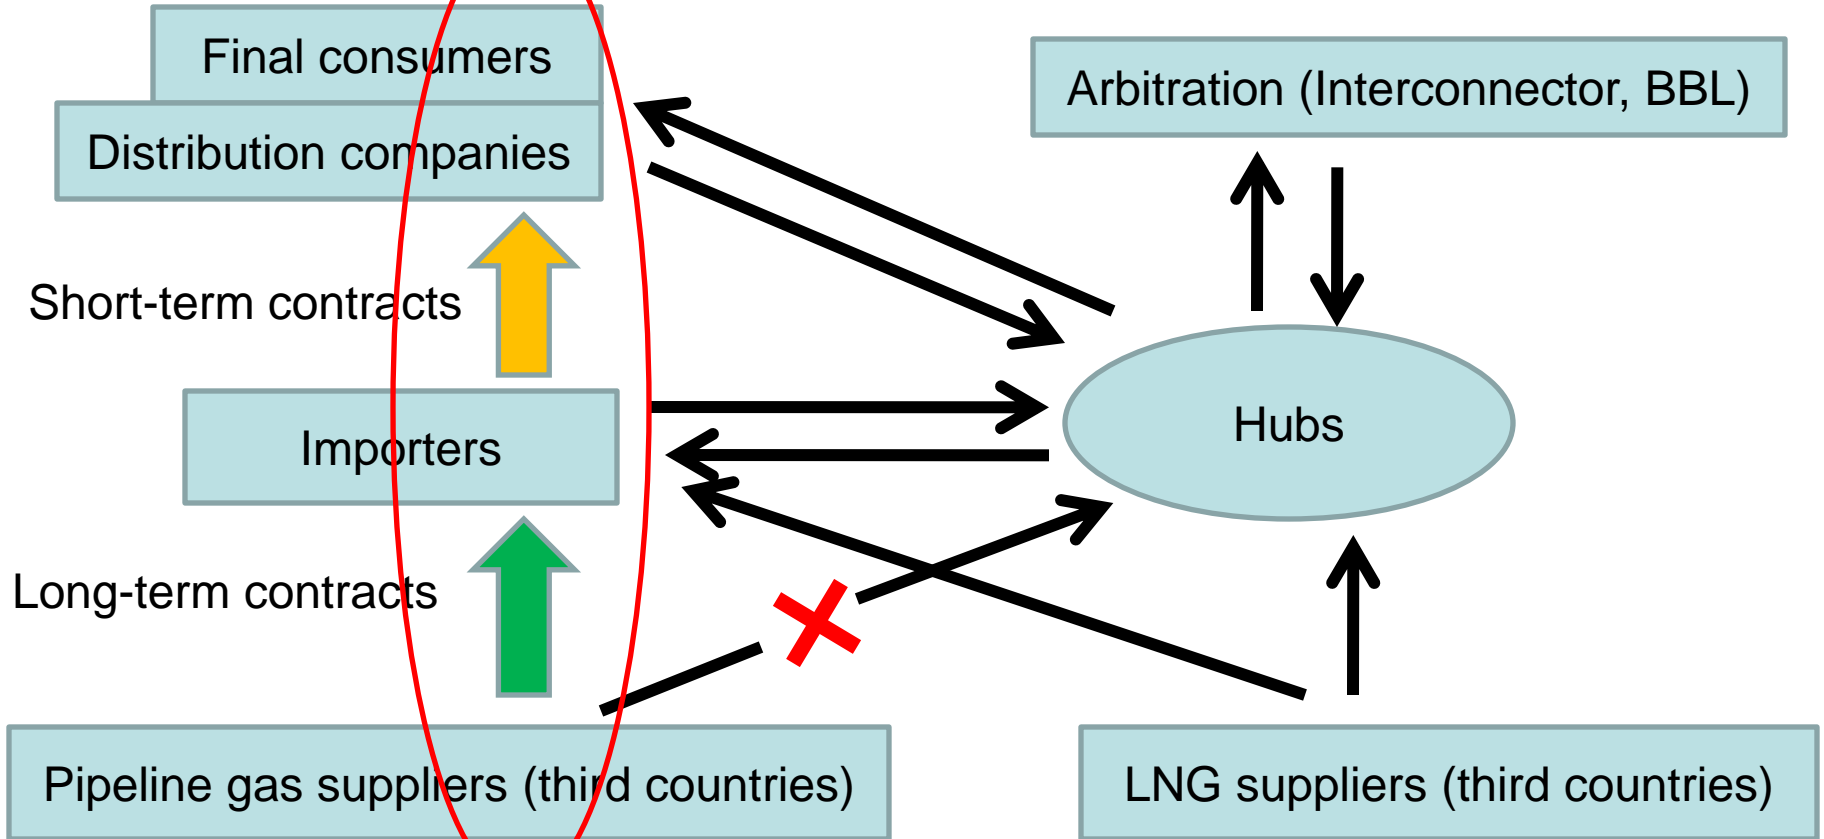 Final consumers
Arbitration (Interconnector, BBL)
Distribution companies
Short-term contracts
Hubs
Importers
Long-term contracts
Pipeline gas suppliers (third countries)
LNG suppliers (third countries)